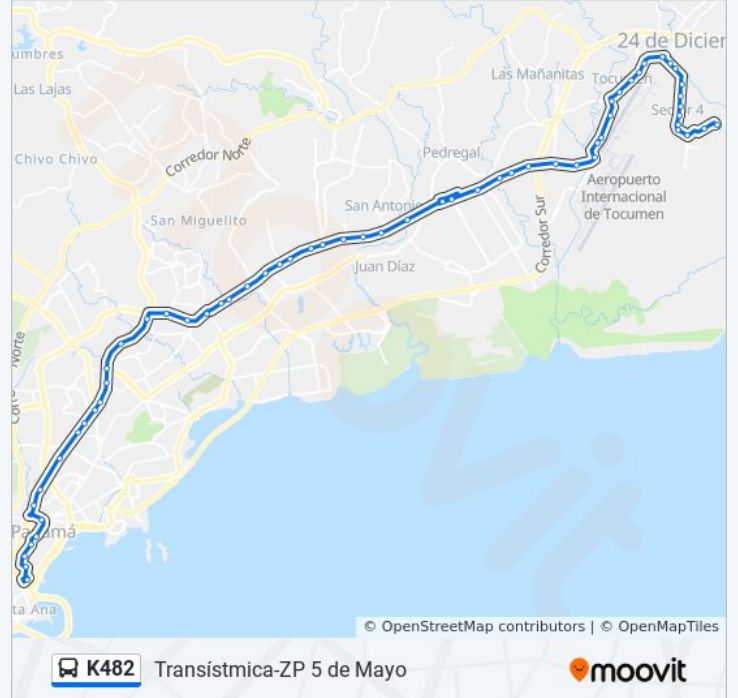 24 de Dicien
umbres
Las Mañanitas
Tocumen
Las Lajas
Sector 4
Corredor Norte
Pedregal
Chivo Chivo
Aeropuerto
Internacional
de Tocumen
San Antonio
San Miguelito
Corredor Sur
Juan Díaz
Norte
Corre
Panamá
ta Ana
© OpenStreetMap contributors | © OpenMapTiles
K482 Transístmica-ZP 5 de Mayo
moovit